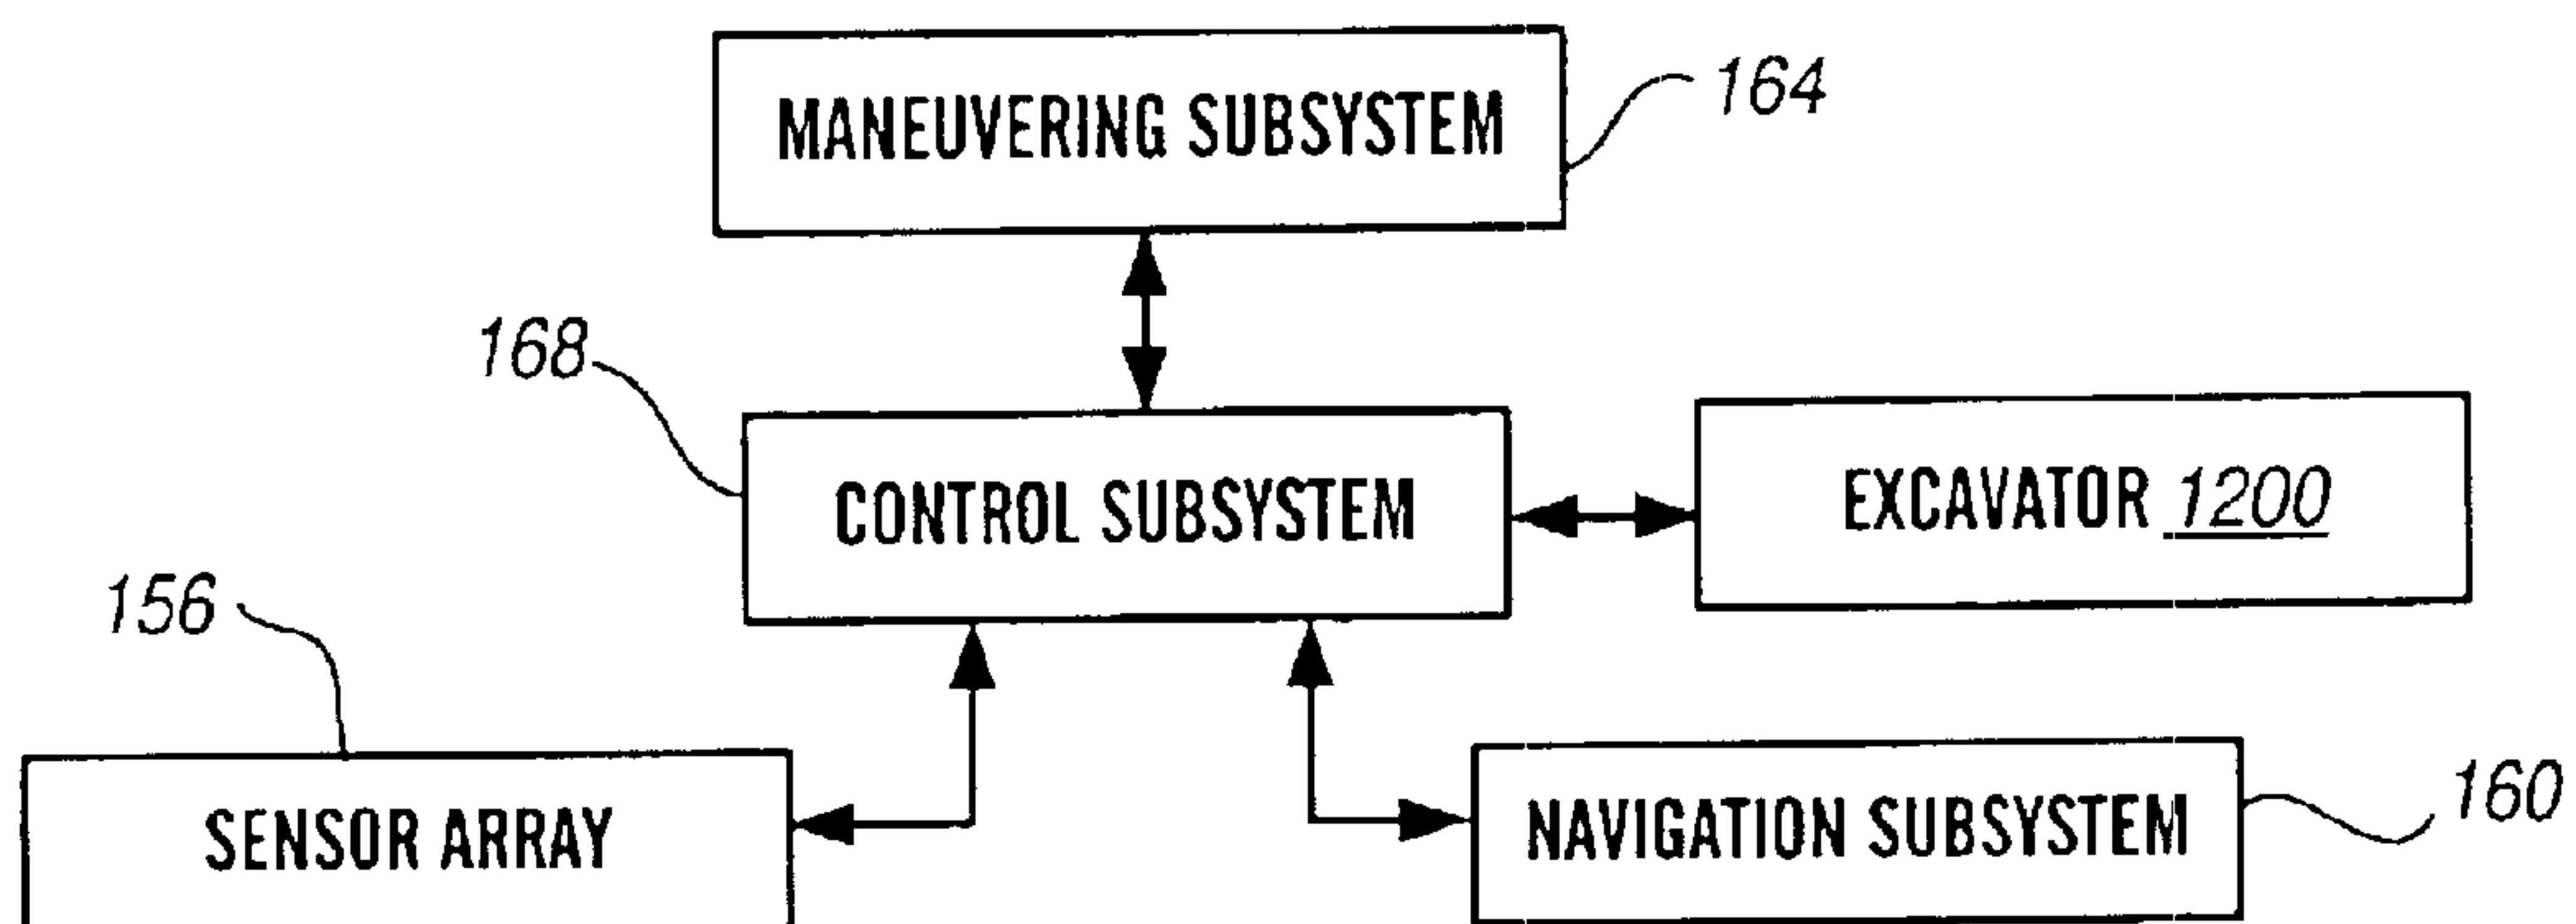 MANEUVERING SUBSYSTEM
164
168
CONTROL SUBSYSTEM
EXCAVATOR 1200
156
SENSOR ARRAY
NAVIGATION SUBSYSTEM
160